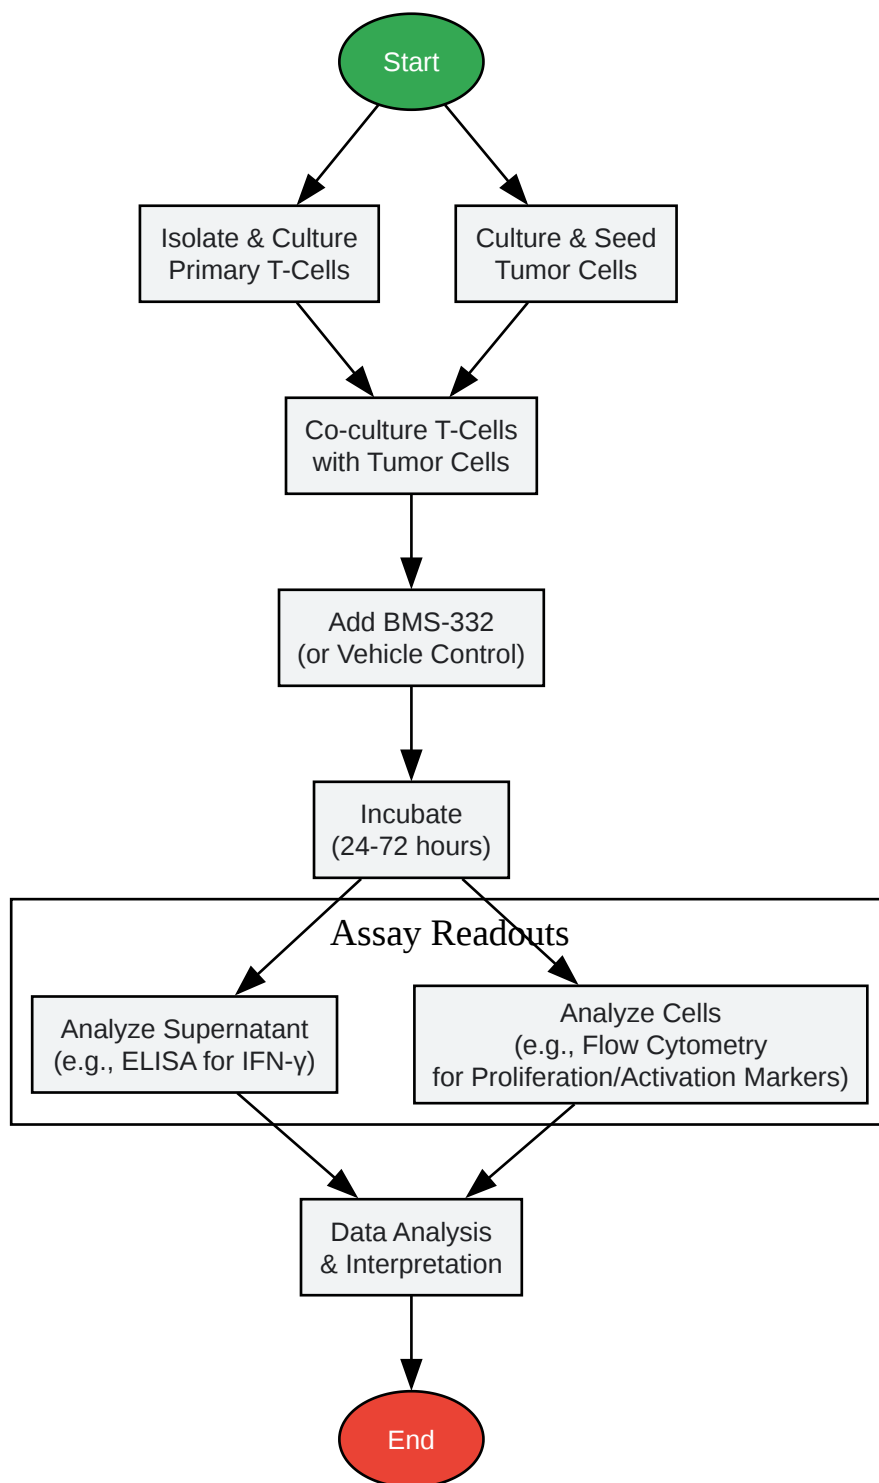 Start
Isolate & Culture
Primary T-Cells
Culture & Seed
Tumor Cells
Co-culture T-Cells
with Tumor Cells
Add BMS-332
(or Vehicle Control)
Incubate
(24-72 hours)
Assay Readouts
Analyze Supernatant
(e.g., ELISA for IFN-γ)
Analyze Cells
(e.g., Flow Cytometry
for Proliferation/Activation Markers)
Data Analysis
& Interpretation
End